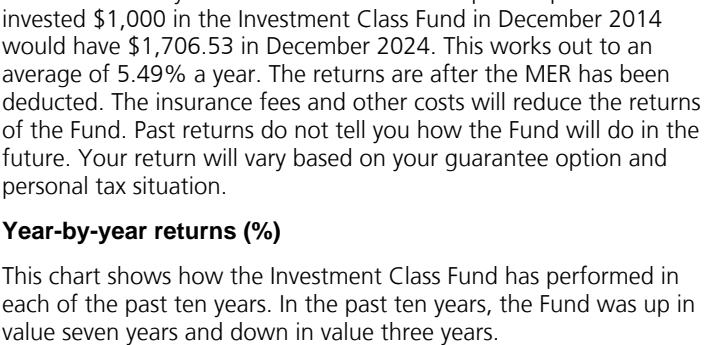 invested $1,000 in the Investment Class Fund in December 2014
would have $1,706.53 in December 2024. This works out to an
average of 5.49% a year. The returns are after the MER has been
deducted. The insurance fees and other costs will reduce the returns
of the Fund. Past returns do not tell you how the Fund will do in the
future. Your return will vary based on your guarantee option and
personal tax situation.
Year-by-year returns (%)
This chart shows how the Investment Class Fund has performed in
each of the past ten years. In the past ten years, the Fund was up in
value seven years and down in value three years.